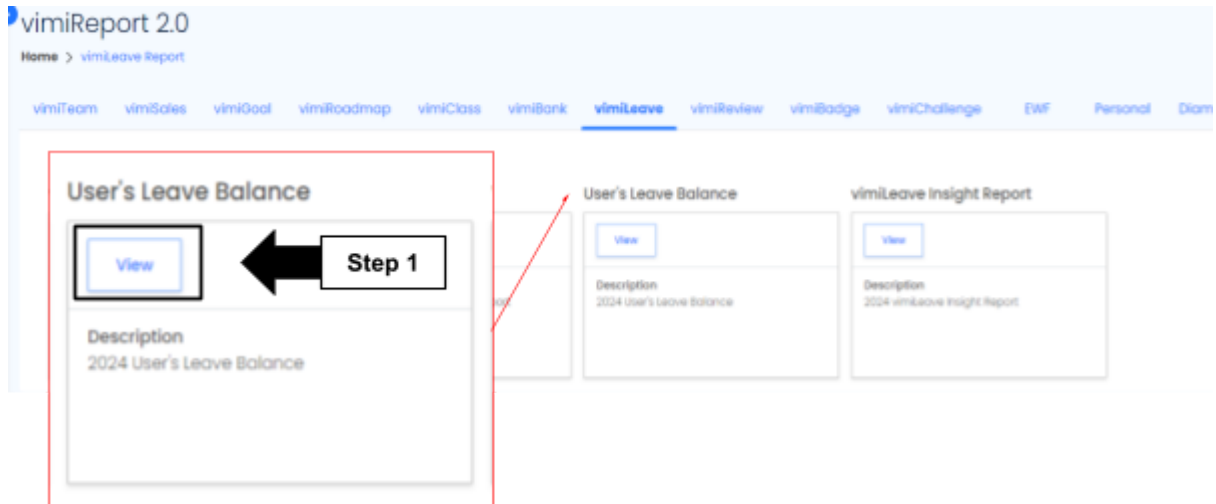 vimiReport 2.0
Home > vimiLeave Report
vimiTeam vimiSales vimiGoal vimiRoadmap vimiClass vimiBank vimiLeave vimiReview vimiBadge vimiChallenge EWF Personal Diam
User's Leave Balance
View
Step 1
Description
2024 User's Leave Balance
User's Leave Balance
View
Description
2024 User's Leave Balance
vimiLeave Insight Report
View
Description
2024 vimiLeave Insight Report